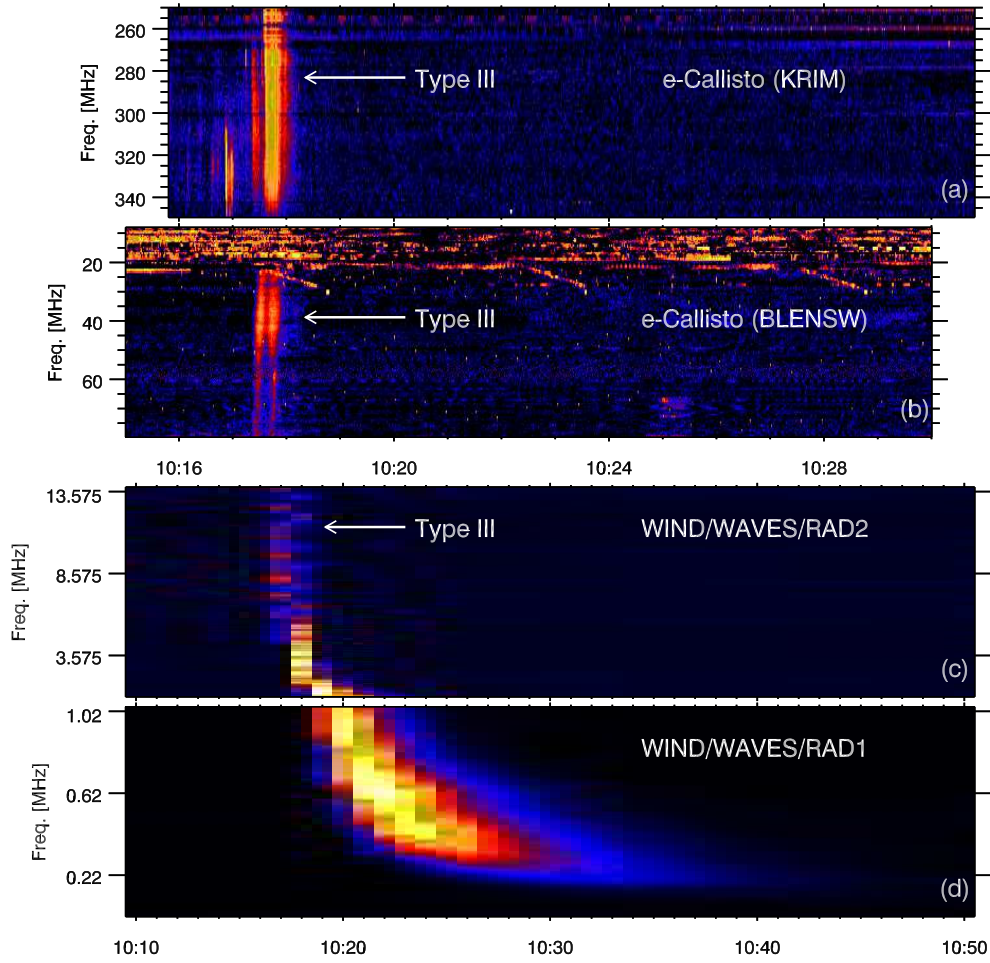 260
280
300
320
340
Freq. [MHz]
Type III
e-Callisto (KRIM)
(a)
20
40
60
Freq. [MHz]
Type III
e-Callisto (BLENSW)
(b)
10:16 10:20 10:24 10:28
13.575
8.575
3.575
Freq. [MHz]
Type III
WIND/WAVES/RAD2
(c)
1.02
0.62
0.22
Freq. [MHz]
WIND/WAVES/RAD1
(d)
10:10 10:20 10:30 10:40 10:50